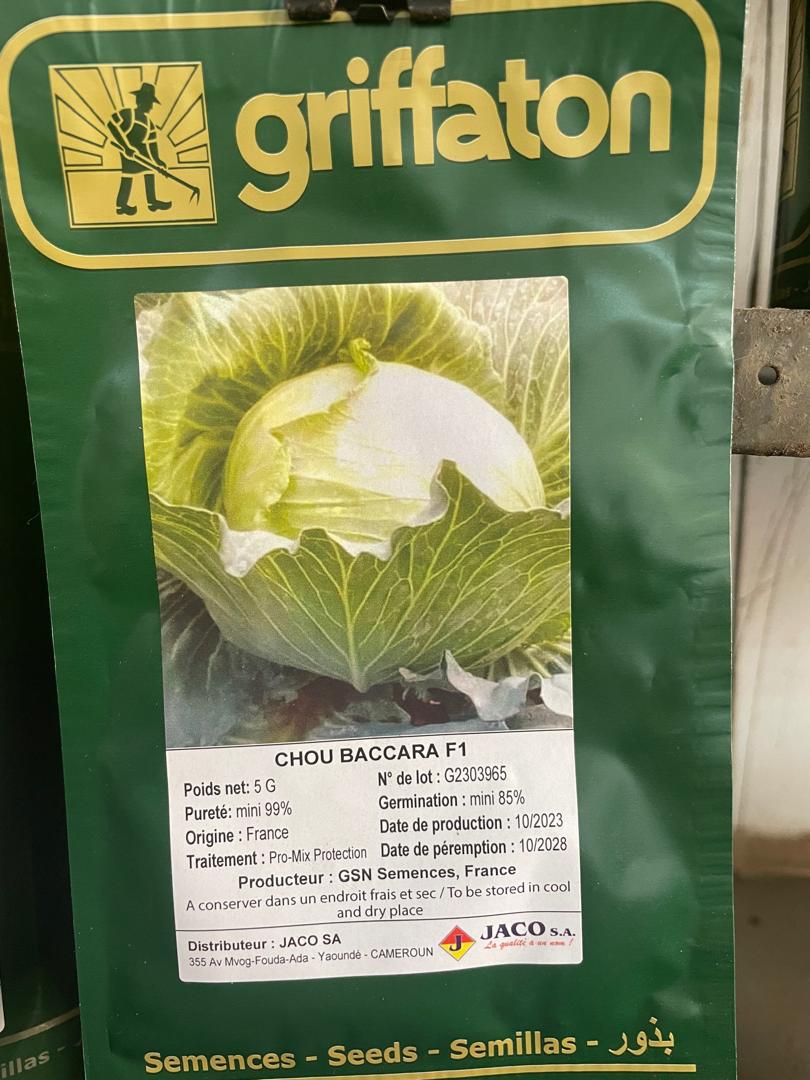 griffaton
CHOU BACCARA F1
Poids net: 5 G
N° de lot : G2303965
Pureté: mini 99%
Germination : mini 85%
Origine : France
Date de production : 10/2023
Traitement : Pro-Mix Protection
Date de péremption : 10/2028
Producteur : GSN Semences, France
A conserver dans un endroit frais et sec / To be stored in cool
and dry place
Distributeur : JACO SA
355 Av Mvog-Fouda-Ada - Yaoundé - CAMEROUN
J
JACO S.A.
La qualité a un nom !
Semences - Seeds - Semillas - بذور
illas -